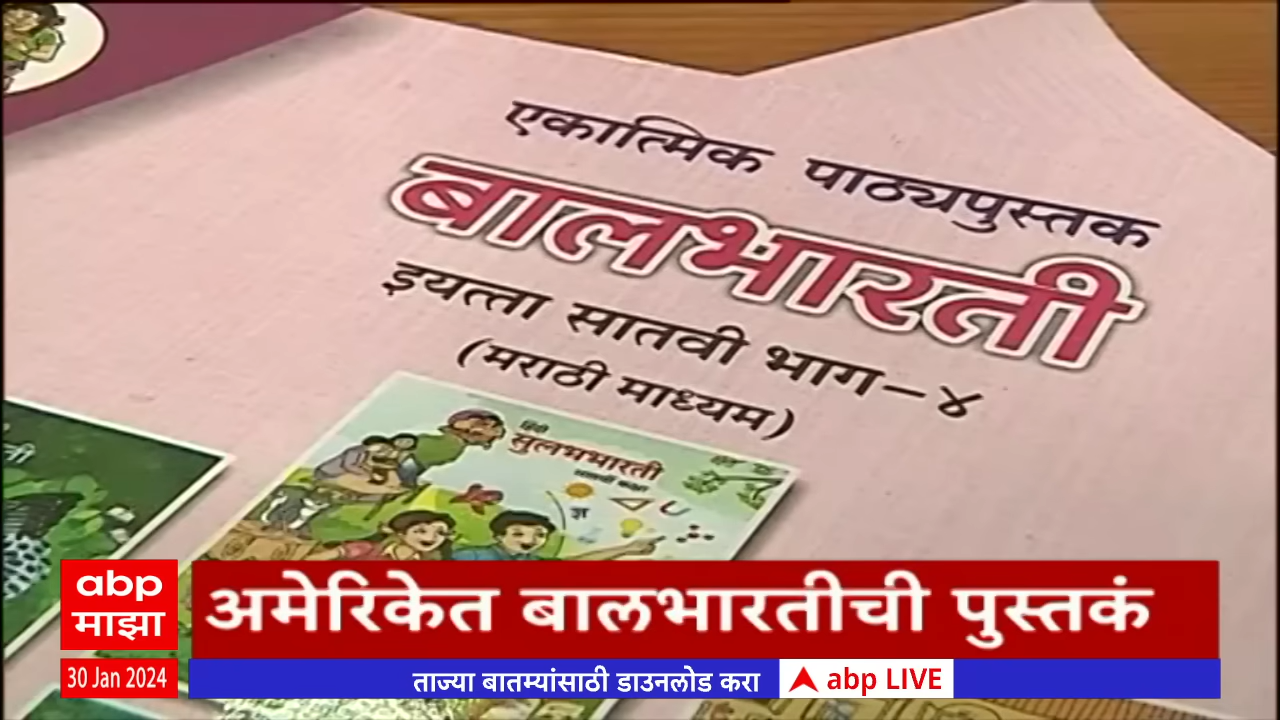 एकात्मिक पाठ्यपुस्तक
बालभारती
इयत्ता सातवी भाग-४
(मराठी माध्यम)
हिंदी
सुलभभारती
abp
माझा
अमेरिकेत बालभारतीची पुस्तकं
30 Jan 2024
ताज्या बातम्यांसाठी डाउनलोड करा
abp LIVE